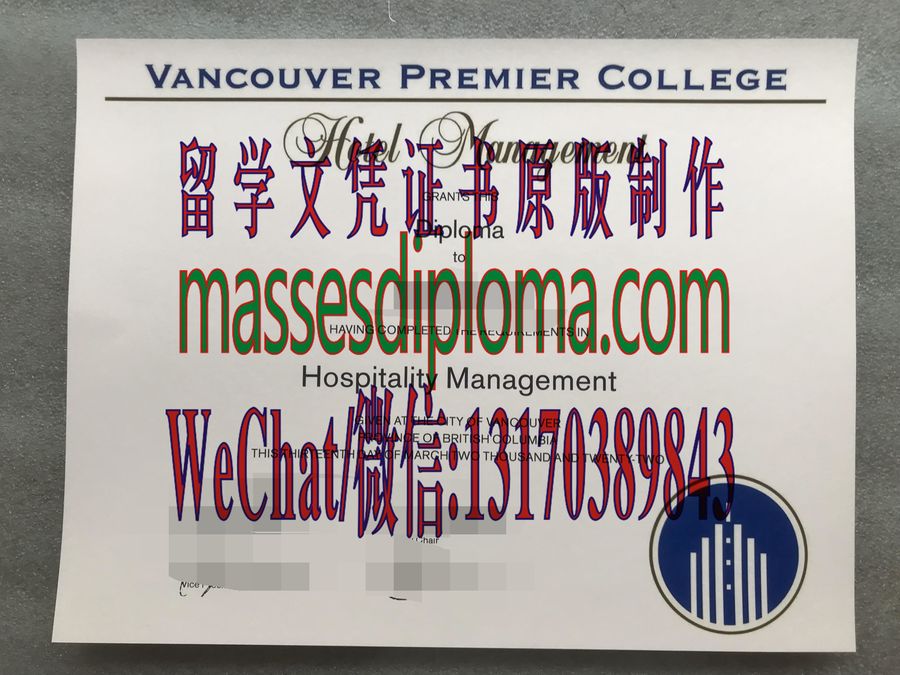 VANCOUVER PREMIER COLLEGE
Hotel Management
留学文凭证书原版制作
GRANTS THIS
Diploma
to
massesdiploma.com
HAVING COMPLETED THE REQUIREMENTS IN
Hospitality Management
GIVEN AT THE CITY OF VANCOUVER
PROVINCE OF BRITISH COLUMBIA
THIS THIRTEENTH DAY OF MARCH TWO THOUSAND AND TWENTY-TWO
WeChat/微信:13170389843
Chair
Vice